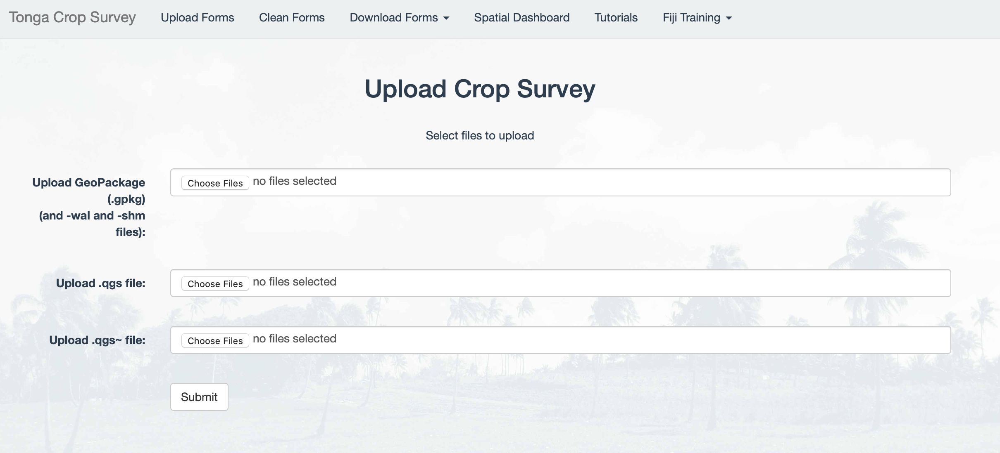 Tonga Crop Survey Upload Forms Clean Forms Download Forms Spatial Dashboard Tutorials Fiji Training
Upload Crop Survey
Select files to upload
Upload GeoPackage
(.gpkg)
(and -wal and -shm
files):
Choose Files no files selected
Upload .qgs file:
Choose Files no files selected
Upload .qgs~ file:
Choose Files no files selected
Submit